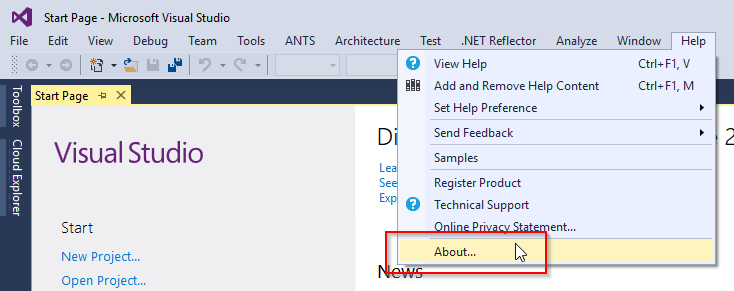 Start Page - Microsoft Visual Studio
File Edit View Debug Team Tools ANTS Architecture Test .NET Reflector Analyze Window Help
View Help Ctrl+F1, V
Add and Remove Help Content Ctrl+F1, M
Set Help Preference
Send Feedback
Samples
Register Product
Technical Support
Online Privacy Statement...
About...
Toolbox
Cloud Explorer
Start Page
Visual Studio
Start
New Project...
Open Project...
Di
Lea
See
Exp
News
2